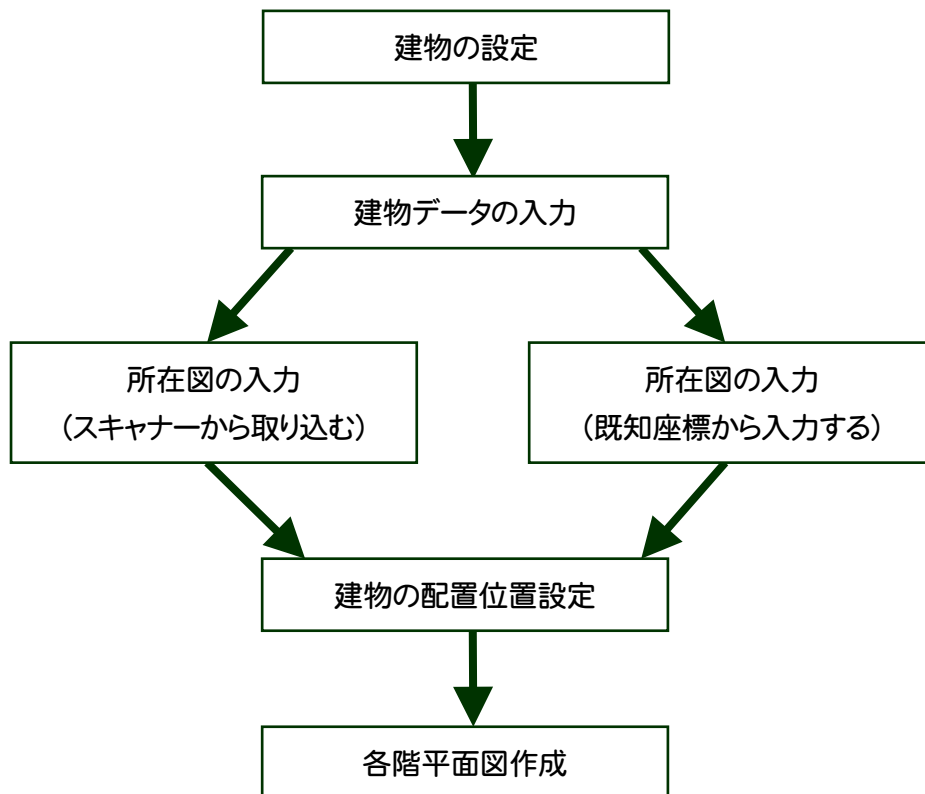 建物の設定
建物データの入力
所在図の入力
（スキャナーから取り込む）
所在図の入力
（既知座標から入力する）
建物の配置位置設定
各階平面図作成